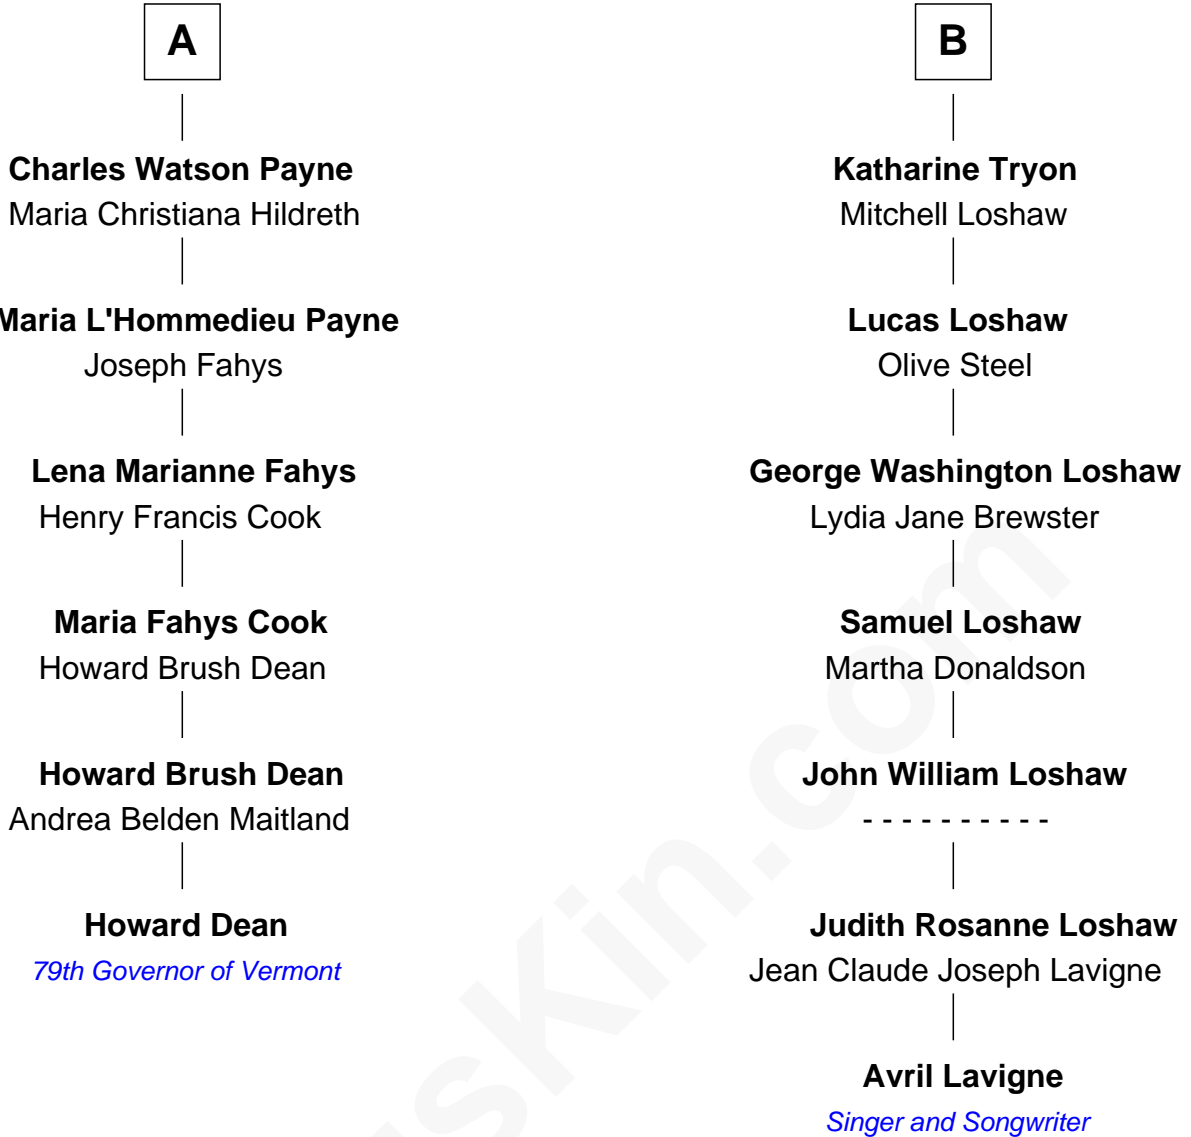 A
Charles Watson Payne
Maria Christiana Hildreth
Maria L'Hommedieu Payne
Joseph Fahys
Lena Marianne Fahys
Henry Francis Cook
Maria Fahys Cook
Howard Brush Dean
Howard Brush Dean
Andrea Belden Maitland
Howard Dean
79th Governor of Vermont
B
Katharine Tryon
Mitchell Loshaw
Lucas Loshaw
Olive Steel
George Washington Loshaw
Lydia Jane Brewster
Samuel Loshaw
Martha Donaldson
John William Loshaw
- - - - - - - - - -
Judith Rosanne Loshaw
Jean Claude Joseph Lavigne
Avril Lavigne
Singer and Songwriter